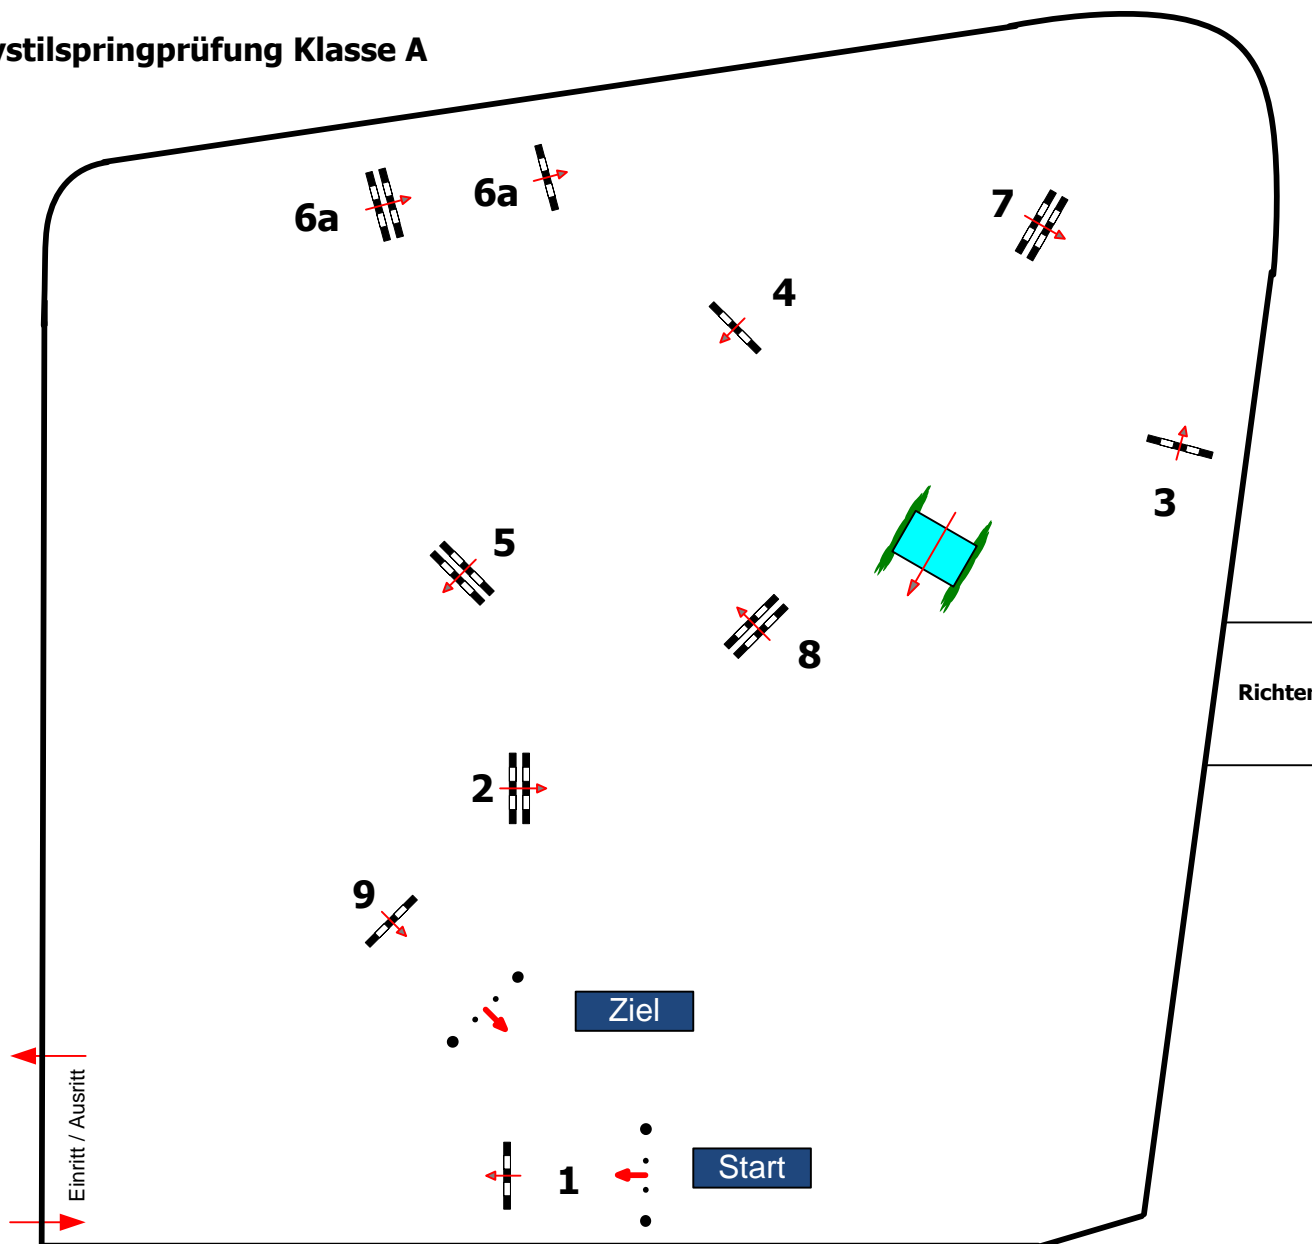 ystilspringprüfung Klasse A
6a
6a
7
4
3
5
8
Richter
2
9
Ziel
Einritt / Ausritt
1
Start